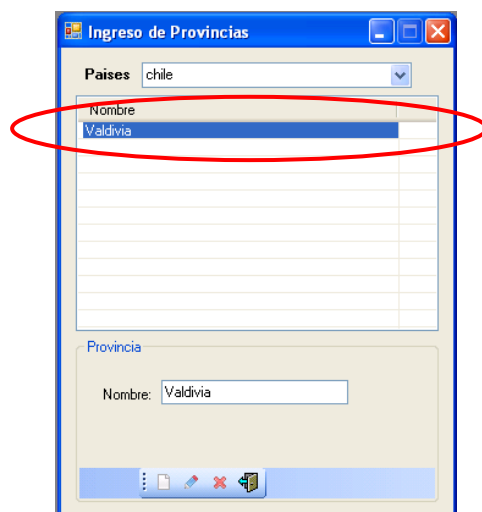 Ingreso de Provincias
Paises chile
Nombre
Valdivia
Provincia
Nombre: Valdivia